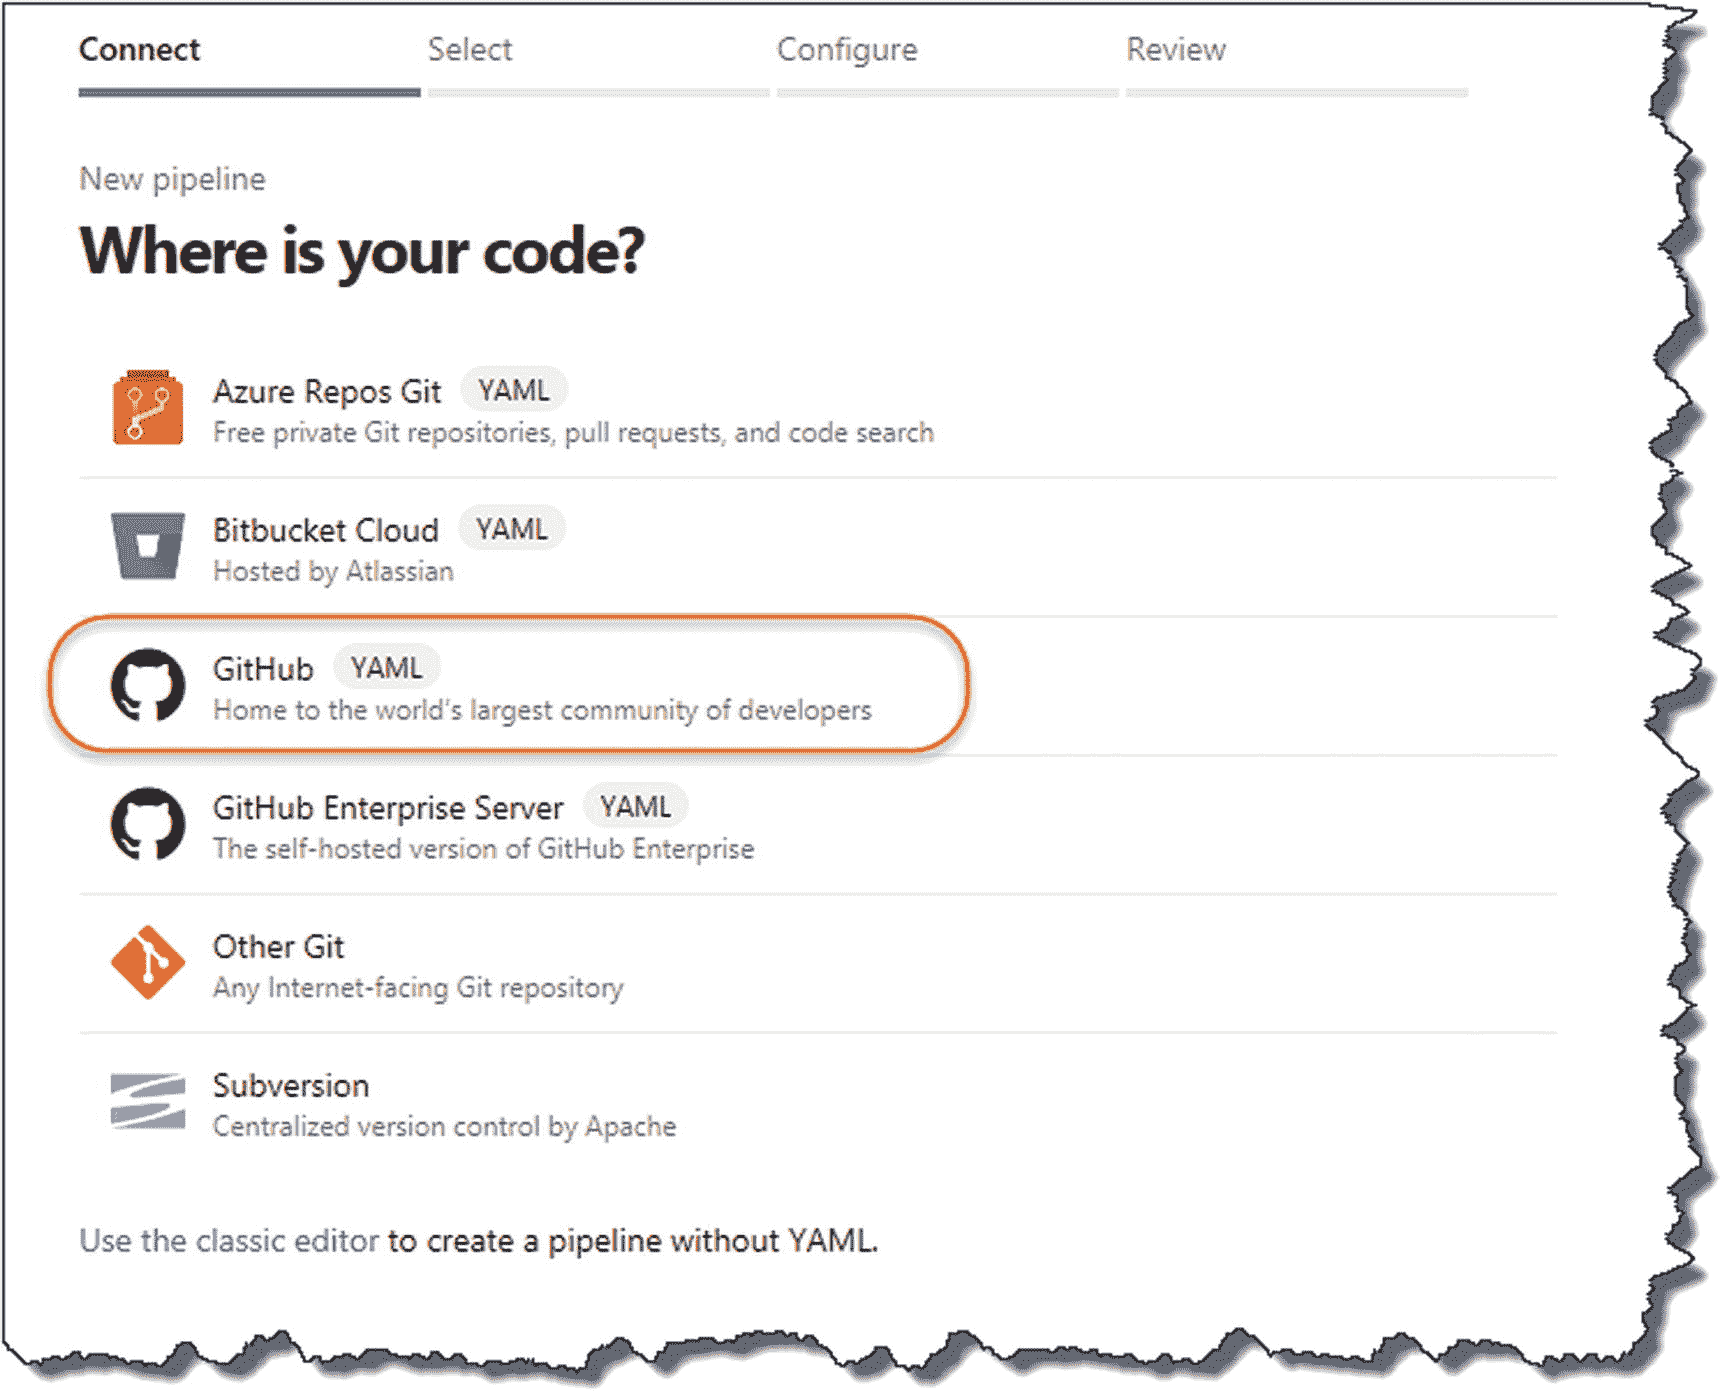 Connect Select Configure Review
New pipeline
Where is your code?
Azure Repos Git YAML
Free private Git repositories, pull requests, and code search
Bitbucket Cloud YAML
Hosted by Atlassian
GitHub YAML
Home to the world's largest community of developers
GitHub Enterprise Server YAML
The self-hosted version of GitHub Enterprise
Other Git
Any Internet-facing Git repository
Subversion
Centralized version control by Apache
Use the classic editor to create a pipeline without YAML.